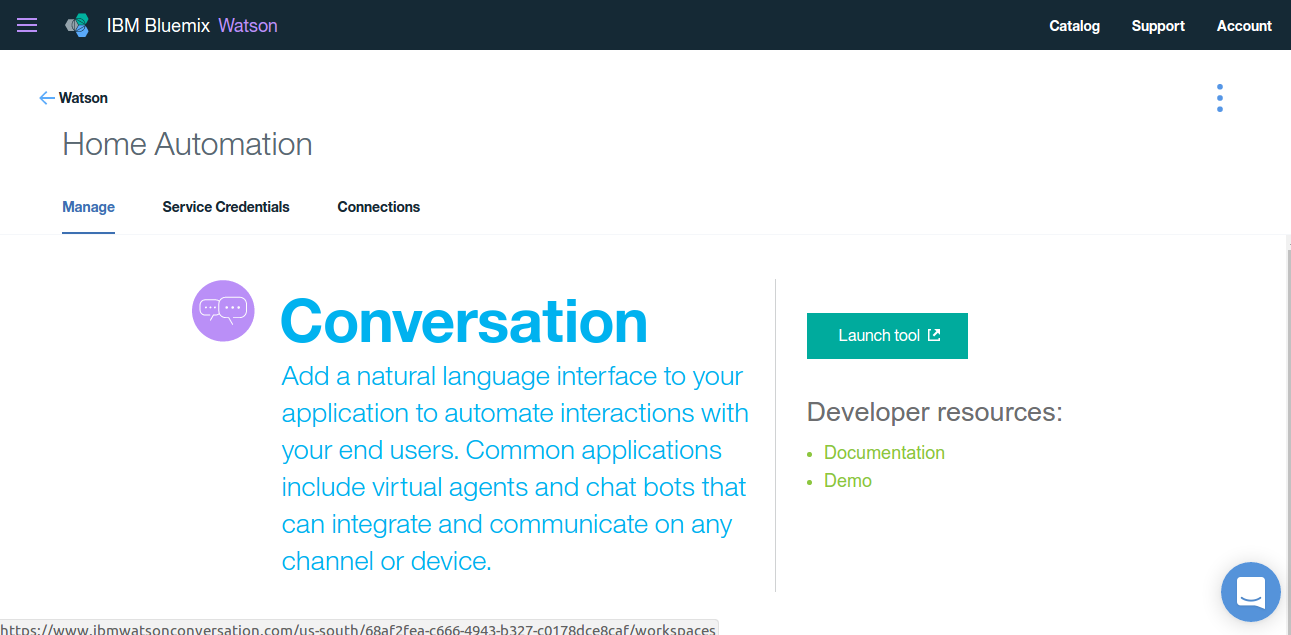 IBM Bluemix Watson
Catalog Support Account
Watson
Home Automation
Manage Service Credentials Connections
Conversation
Add a natural language interface to your
application to automate interactions with
your end users. Common applications
include virtual agents and chat bots that
can integrate and communicate on any
channel or device.
Launch tool
Developer resources:
Documentation
Demo
https://www.ibmwatsonconversation.com/us-south/68af2fea-c666-4943-b327-c0178dce8caf/workspaces